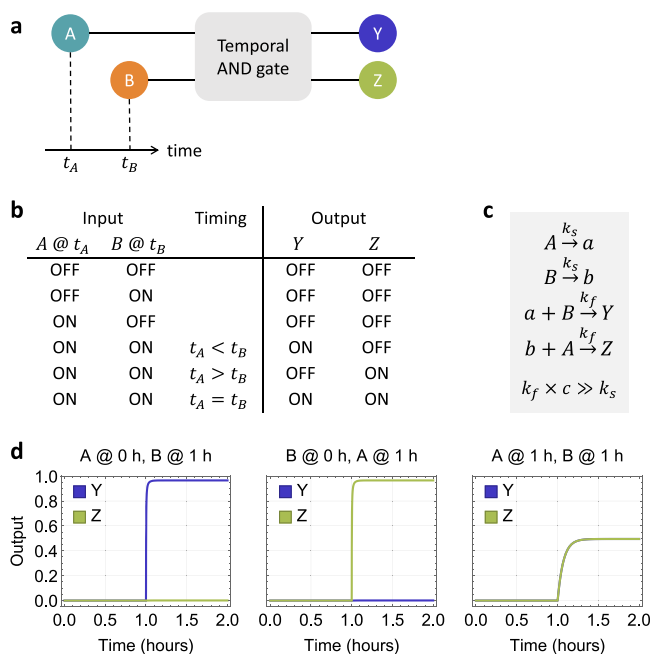 a
A
Temporal
AND gate
Y
B
Z
time
t_A
t_B
b
Input Timing Output
A @ t_A B @ t_B Y Z
OFF OFF OFF OFF
OFF ON OFF OFF
ON OFF OFF OFF
ON ON t_A < t_B ON OFF
ON ON t_A > t_B OFF ON
ON ON t_A = t_B ON ON
c
A →^{k_s} a
B →^{k_s} b
a + B →^{k_f} Y
b + A →^{k_f} Z
k_f × c ≫ k_s
d
A @ 0 h, B @ 1 h
B @ 0 h, A @ 1 h
A @ 1 h, B @ 1 h
Output
1.0
0.8
0.6
0.4
0.2
0.0
Y
Z
0.0 0.5 1.0 1.5 2.0
Time (hours)
Y
Z
0.0 0.5 1.0 1.5 2.0
Time (hours)
Y
Z
0.0 0.5 1.0 1.5 2.0
Time (hours)